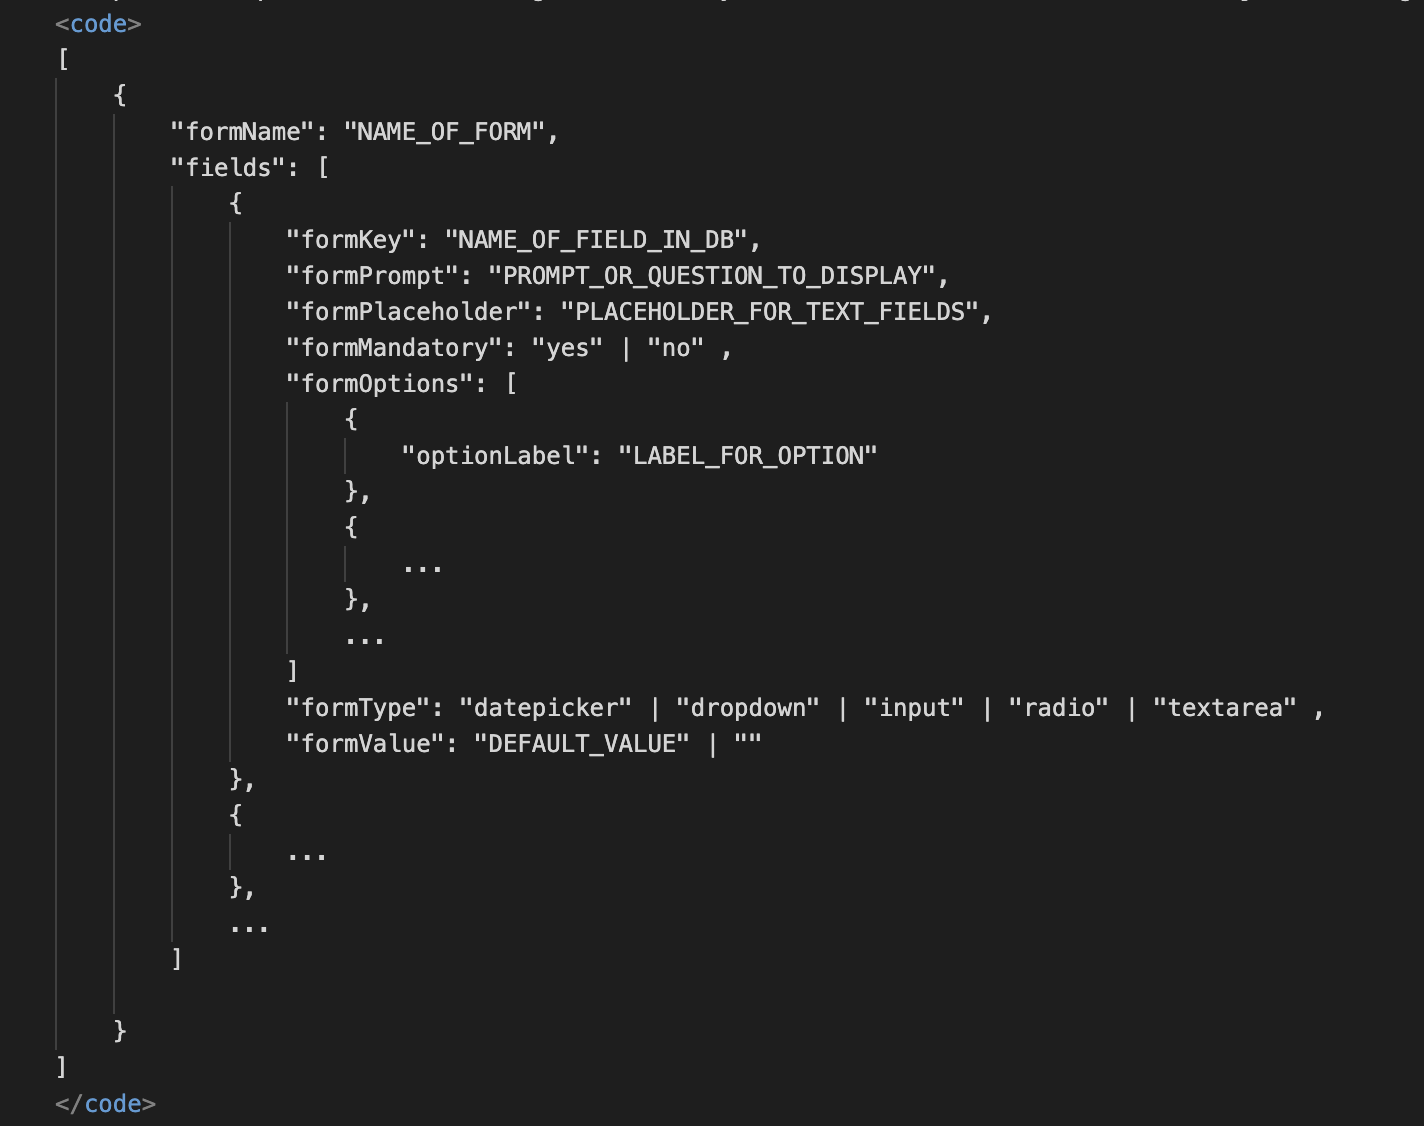 <code>
[
{
"formName": "NAME_OF_FORM",
"fields": [
{
"formKey": "NAME_OF_FIELD_IN_DB",
"formPrompt": "PROMPT_OR_QUESTION_TO_DISPLAY",
"formPlaceholder": "PLACEHOLDER_FOR_TEXT_FIELDS",
"formMandatory": "yes" | "no" ,
"formOptions": [
{
"optionLabel": "LABEL_FOR_OPTION"
},
{
...
},
...
]
"formType": "datepicker" | "dropdown" | "input" | "radio" | "textarea" ,
"formValue": "DEFAULT_VALUE" | ""
},
{
...
},
...
]
}
]
</code>